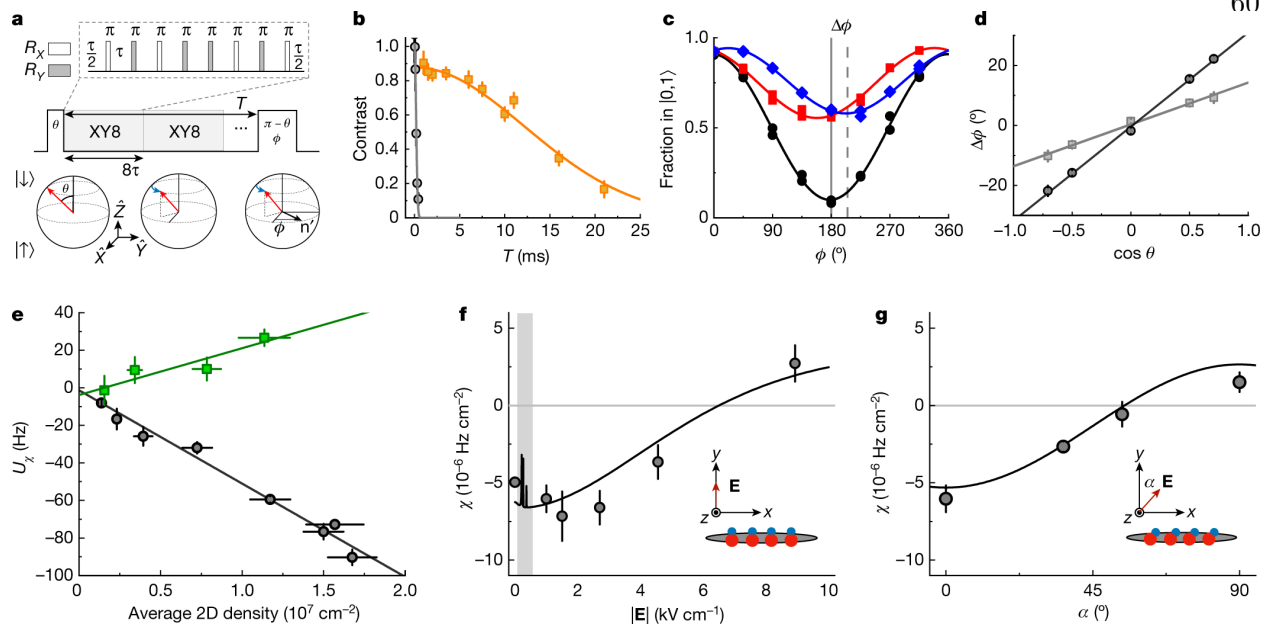 60
a
π π π π π π π π
R_X
R_Y
τ/2 τ τ/2
T
θ XY8 XY8 ... π − θ
ϕ
8τ
|↓⟩ θ
ϕ n′
|↑⟩ X̂ Ẑ Ŷ
b
Contrast
1.0
0.8
0.6
0.4
0.2
0
0 5 10 15 20 25
T (ms)
c
Δϕ
Fraction in |0,1⟩
1.0
0.5
0
0 90 180 270 360
ϕ (°)
d
Δϕ (°)
20
0
−20
−1.0 −0.5 0 0.5 1.0
cos θ
e
U_χ (Hz)
40
20
0
−20
−40
−60
−80
−100
0 0.5 1.0 1.5 2.0
Average 2D density (10⁷ cm⁻²)
f
χ (10⁻⁶ Hz cm⁻²)
5
0
−5
−10
y
E
z x
0 2 4 6 8 10
|E| (kV cm⁻¹)
g
χ (10⁻⁶ Hz cm⁻²)
5
0
−5
−10
y
α E
z x
0 45 90
α (°)